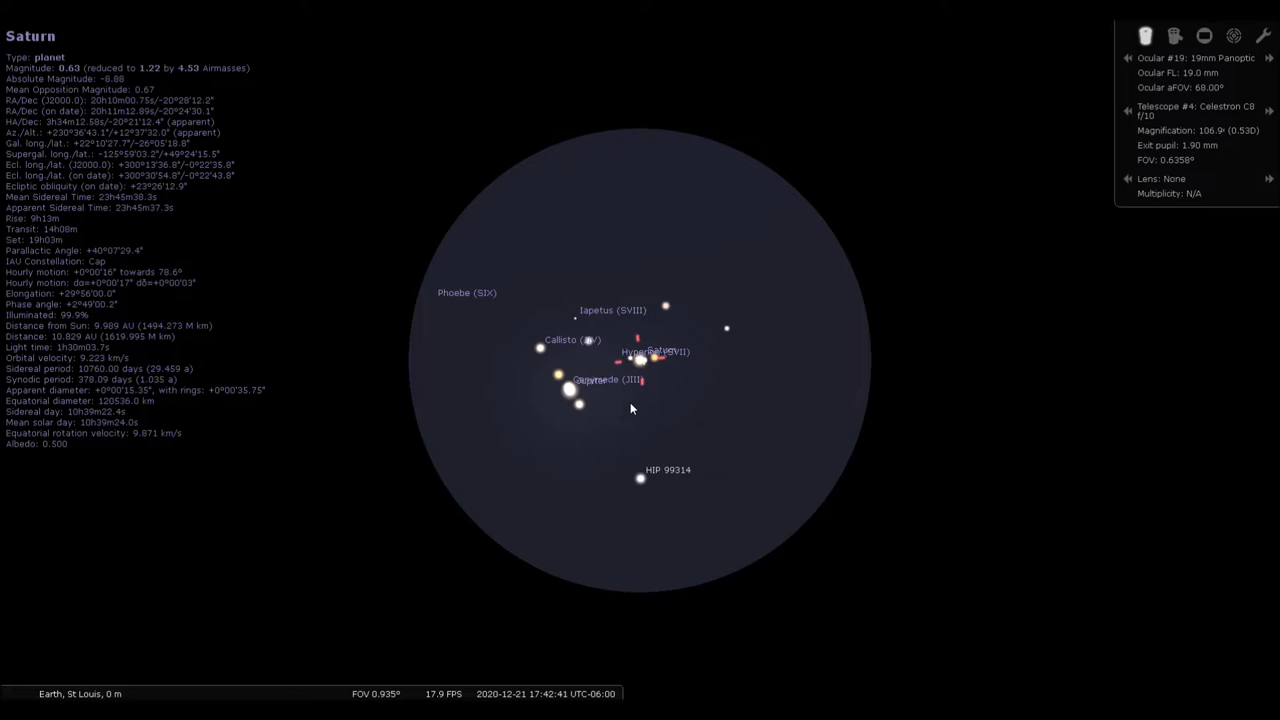 Saturn
Type: planet
Magnitude: 0.63 (reduced to 1.22 by 4.53 Airmasses)
Absolute Magnitude: -8.88
Mean Opposition Magnitude: 0.67
RA/Dec (J2000.0): 20h10m00.75s/-20°28'12.2"
RA/Dec (on date): 20h11m12.89s/-20°24'30.1"
HA/Dec: 3h34m12.58s/-20°21'12.4" (apparent)
Az./Alt.: +230°36'43.1"/+12°37'32.0" (apparent)
Gal. long./lat.: +22°10'27.7"/-26°05'18.8"
Supergal. long./lat.: -125°59'03.2"/+49°24'15.5"
Ecl. long./lat. (J2000.0): +300°13'36.8"/-0°22'35.8"
Ecl. long./lat. (on date): +300°30'54.8"/-0°22'43.8"
Ecliptic obliquity (on date): +23°26'12.9"
Mean Sidereal Time: 23h45m38.3s
Apparent Sidereal Time: 23h45m37.3s
Rise: 9h13m
Transit: 14h08m
Set: 19h03m
Parallactic Angle: +40°07'29.4"
IAU Constellation: Cap
Hourly motion: +0°00'16" towards 78.6°
Hourly motion: dα=+0°00'17" dδ=+0°00'03"
Elongation: +29°56'00.0"
Phase angle: +2°49'00.2"
Illuminated: 99.9%
Distance from Sun: 9.989 AU (1494.273 M km)
Distance: 10.829 AU (1619.995 M km)
Light time: 1h30m03.7s
Orbital velocity: 9.223 km/s
Sidereal period: 10760.00 days (29.459 a)
Synodic period: 378.09 days (1.035 a)
Apparent diameter: +0°00'15.35", with rings: +0°00'35.75"
Equatorial diameter: 120536.0 km
Sidereal day: 10h39m22.4s
Mean solar day: 10h39m24.0s
Equatorial rotation velocity: 9.871 km/s
Albedo: 0.500
Phoebe (SIX)
Iapetus (SVIII)
Callisto (JIV)
Hyperion (SVII)
Saturn
Ganymede (JIII)
Jupiter
HIP 99314
Ocular #19: 19mm Panoptic
Ocular FL: 19.0 mm
Ocular aFOV: 68.00°
Telescope #4: Celestron C8
f/10
Magnification: 106.9× (0.53D)
Exit pupil: 1.90 mm
FOV: 0.6358°
Lens: None
Multiplicity: N/A
Earth, St Louis, 0 m
FOV 0.935°
17.9 FPS
2020-12-21 17:42:41 UTC-06:00